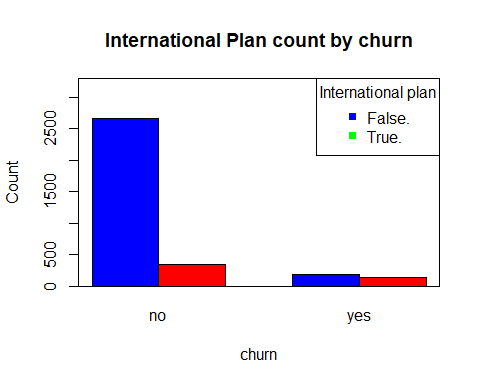 International Plan count by churn
International plan
False.
True.
Count
0
500
1500
2500
no
yes
churn